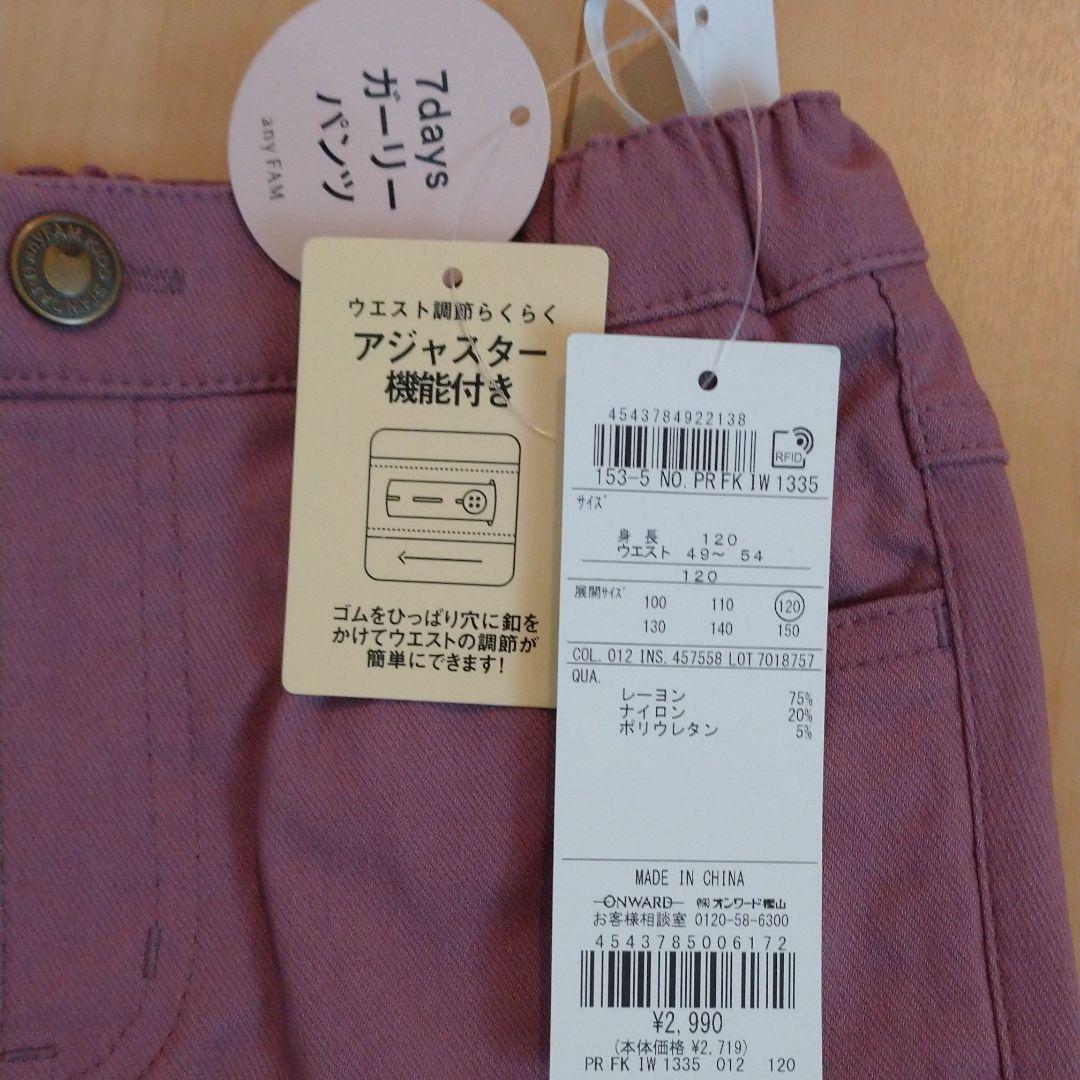 7days
ガーリー
パンツ
anyFAM
ウエスト調節らくらく
アジャスター
機能付き
ゴムをひっぱり穴に釦を
かけてウエストの調節が
簡単にできます!
4543784922138
RFID
153-5 NO. PR FK IW 1335
サイズ
身長 120
ウエスト 49~ 54
120
展開サイズ
100 110 120
130 140 150
COL. 012 INS. 457558 LOT 7018757
QUA.
レーヨン 75%
ナイロン 20%
ポリウレタン 5%
MADE IN CHINA
ONWARD ㈱オンワード樫山
お客様相談室 0120-58-6300
4543785006172
¥2,990
(本体価格 ¥2,719)
PR FK IW 1335 012 120